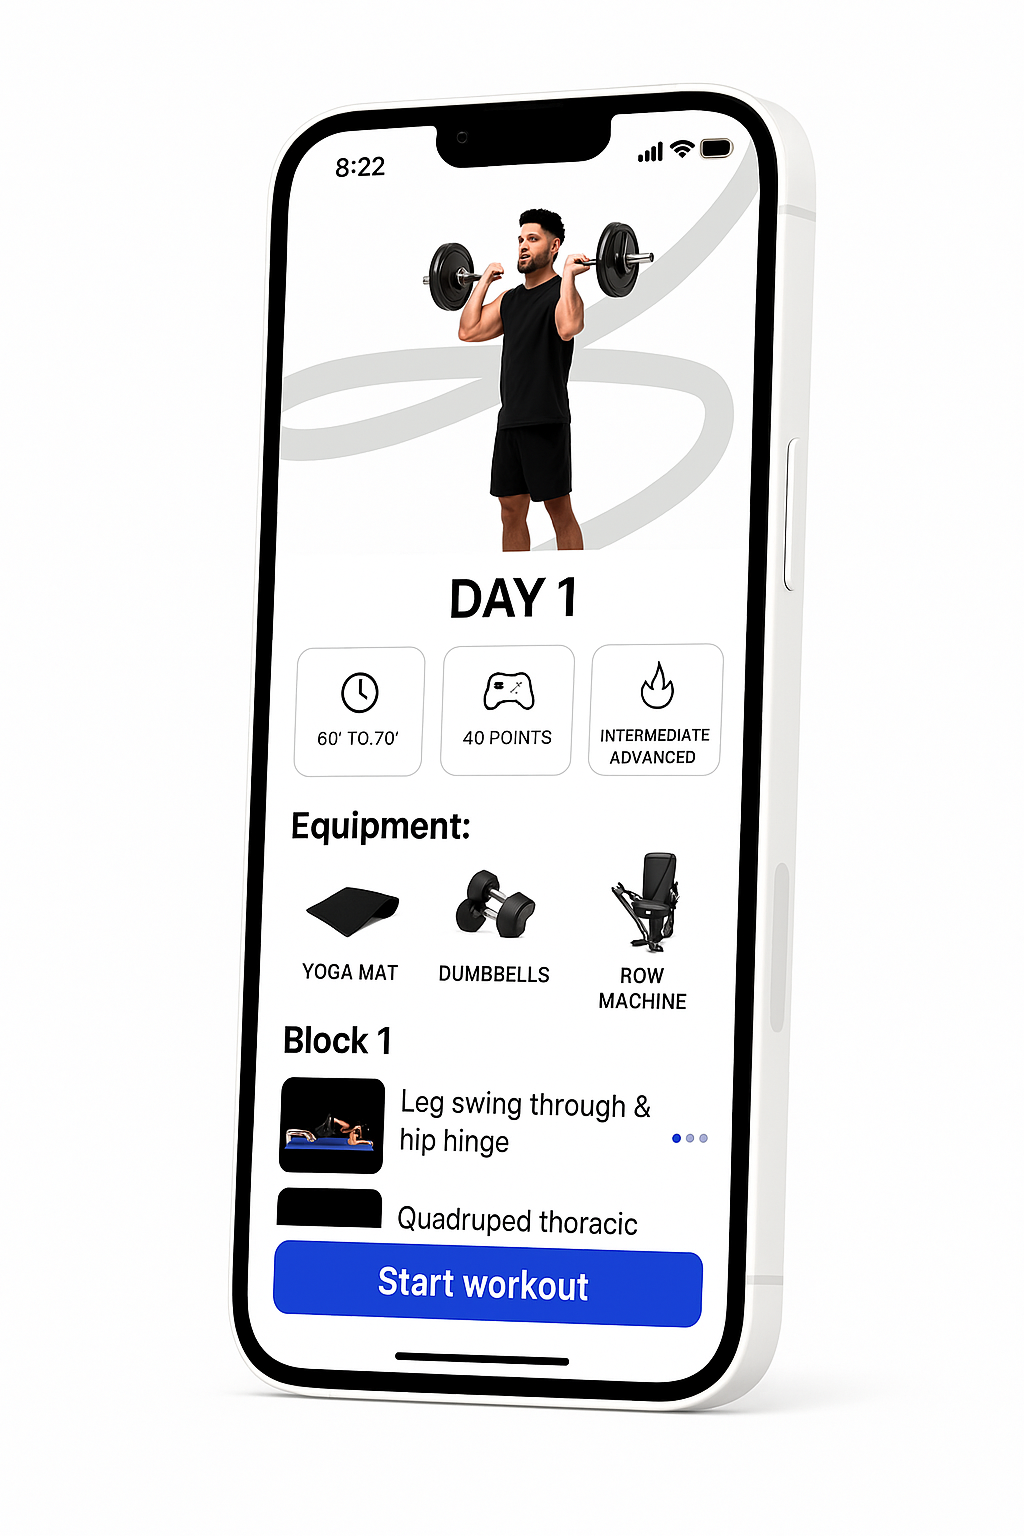 8:22
DAY 1
60' TO.70'
40 POINTS
INTERMEDIATE
ADVANCED
Equipment:
YOGA MAT
DUMBBELLS
ROW
MACHINE
Block 1
Leg swing through &
hip hinge
Quadruped thoracic
Start workout